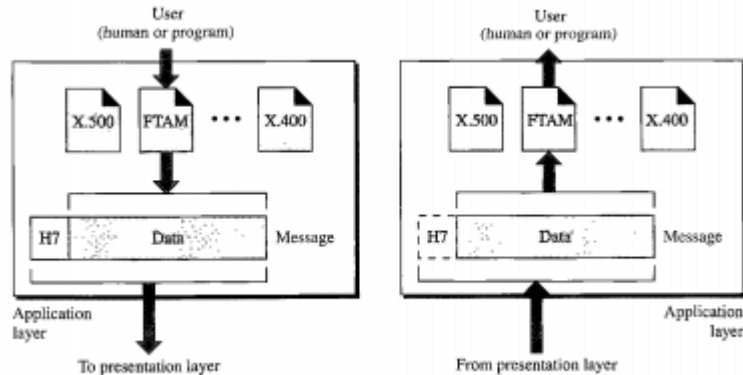 User
(human or program)
X.500
FTAM
•••
X.400
H7
Data
Message
Application
layer
To presentation layer
User
(human or program)
X.500
FTAM
•••
X.400
H7
Data
Message
Application
layer
From presentation layer